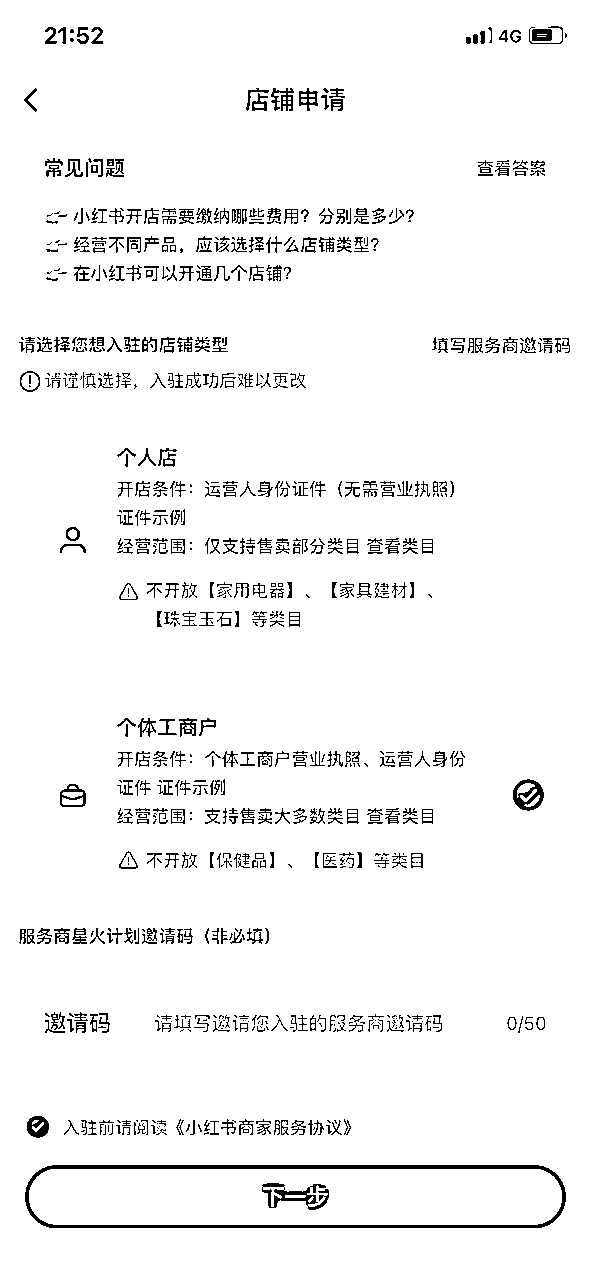 21:52
4G
店铺申请
常见问题
查看答案
小红书开店需要缴纳哪些费用？分别是多少？
经营不同产品，应该选择什么店铺类型？
在小红书可以开通几个店铺？
请选择您想入驻的店铺类型
填写服务商邀请码
请谨慎选择，入驻成功后难以更改
个人店
开店条件：运营人身份证件（无需营业执照）
证件示例
经营范围：仅支持售卖部分类目 查看类目
不开放【家用电器】、【家具建材】、
【珠宝玉石】等类目
个体工商户
开店条件：个体工商户营业执照、运营人身份
证件 证件示例
经营范围：支持售卖大多数类目 查看类目
不开放【保健品】、【医药】等类目
服务商星火计划邀请码（非必填）
邀请码
请填写邀请您入驻的服务商邀请码
0/50
入驻前请阅读《小红书商家服务协议》
下一步